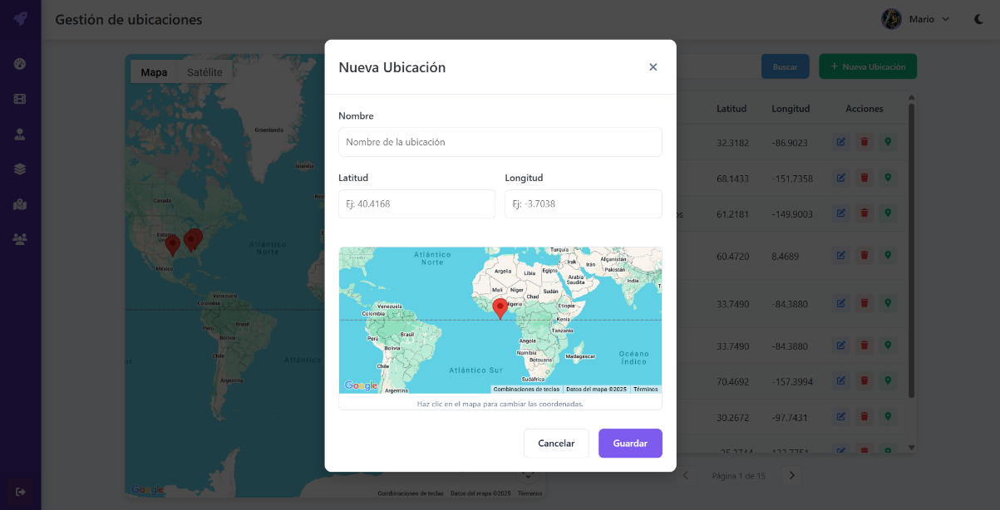 Gestión de ubicaciones
Mario
Mapa
Satélite
Groenlandia
Islandia
Canadá
Estados
México
Atlántico
Norte
Venezuela
Colombia
Brasil
Perú
Bolivia
Chile
Argentina
Atlántico
Google
Combinaciones de teclas
Datos del mapa ©2025
Términos
Buscar
+ Nueva Ubicación
Latitud Longitud Acciones
32.3182 -86.9023
68.1433 -151.7358
os 61.2181 -149.9003
60.4720 8.4689
33.7490 -84.3880
33.7490 -84.3880
70.4692 -157.3994
30.2672 -97.7431
Página 1 de 15
Nueva Ubicación
Nombre
Nombre de la ubicación
Latitud Longitud
Ej: 40.4168 Ej: -3.7038
Atlántico
Norte
Turquía
Irak
Irán
Afganistán
Pakistán
Argelia
Libia
Egipto
Arabia
Saudita
India
Mali
Níger
Chad
Sudán
Nigeria
Etiopía
Venezuela
Colombia
Kenia
Perú
Brasil
Tanzania
Bolivia
Angola
Namibia
Botsuana
Madagascar
Chile
Sudáfrica
Argentina
Atlántico Sur
Océano
Índico
Google
Combinaciones de teclas
Datos del mapa ©2025
Términos
Haz clic en el mapa para cambiar las coordenadas.
Cancelar
Guardar